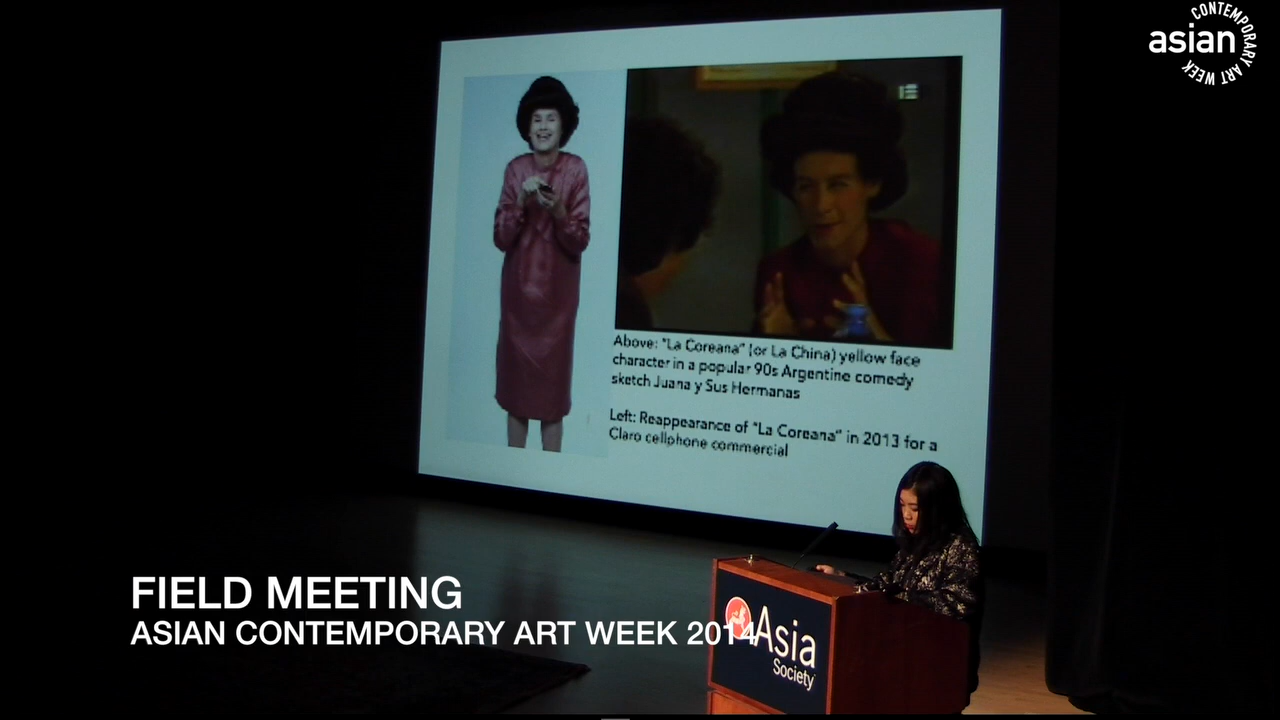 CONTEMPORARY ART WEEK
asian
Above: "La Coreana" (or La China) yellow face
character in a popular 90s Argentine comedy
sketch Juana y Sus Hermanas
Left: Reappearance of "La Coreana" in 2013 for a
Claro cellphone commercial
FIELD MEETING
ASIAN CONTEMPORARY ART WEEK 2014
Asia
Society